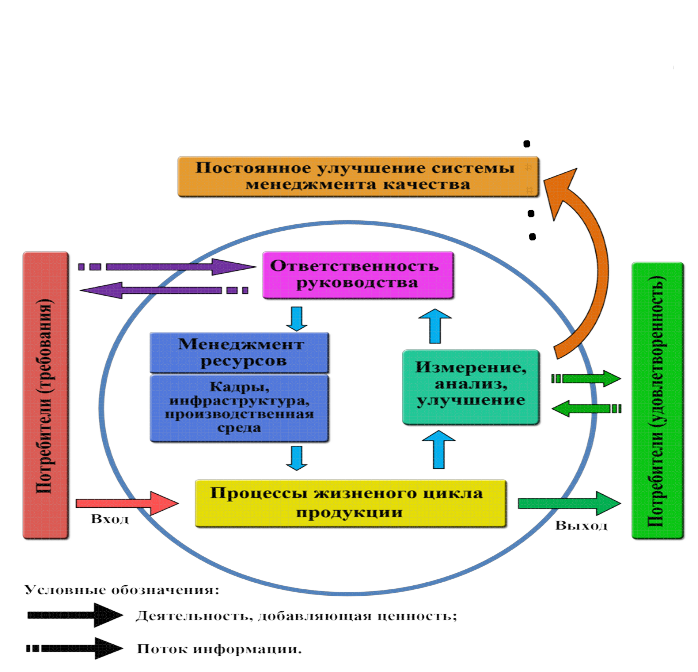 Постоянное улучшение системы
менеджмента качества
Потребители (требования)
Ответственность
руководства
Менеджмент
ресурсов
Кадры,
инфраструктура,
производственная
среда
Измерение,
анализ,
улучшение
Потребители (удовлетворенность)
Процессы жизненого цикла
продукции
Вход
Выход
Условные обозначения:
Деятельность, добавляющая ценность;
Поток информации.